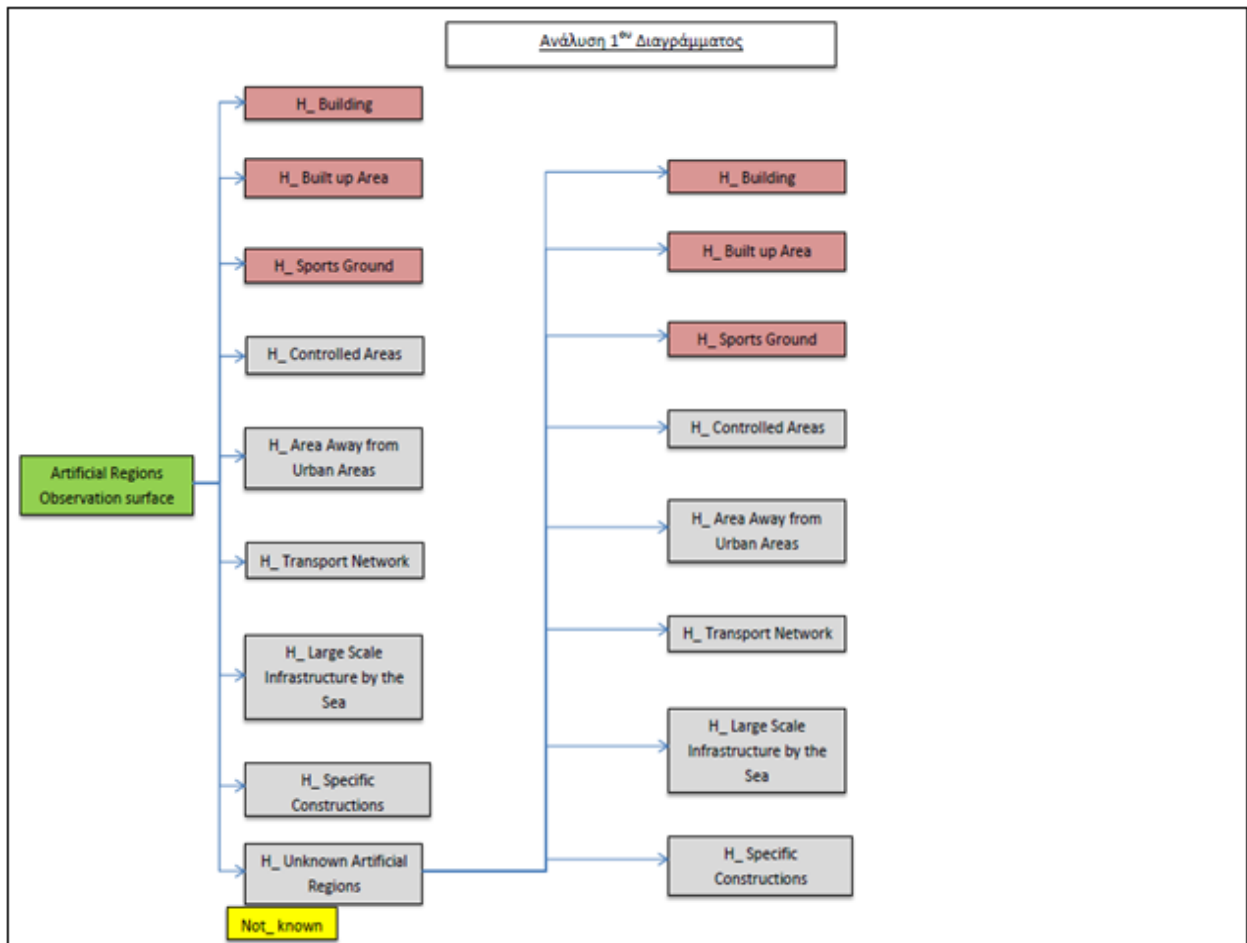 Ανάλυση 1ου Διαγράμματος
H_ Building
H_ Built up Area
H_ Sports Ground
H_ Controlled Areas
H_ Area Away from
Urban Areas
Artificial Regions
Observation surface
H_ Transport Network
H_ Large Scale
Infrastructure by the
Sea
H_ Specific
Constructions
H_ Unknown Artificial
Regions
Not_ known
H_ Building
H_ Built up Area
H_ Sports Ground
H_ Controlled Areas
H_ Area Away from
Urban Areas
H_ Transport Network
H_ Large Scale
Infrastructure by the
Sea
H_ Specific
Constructions